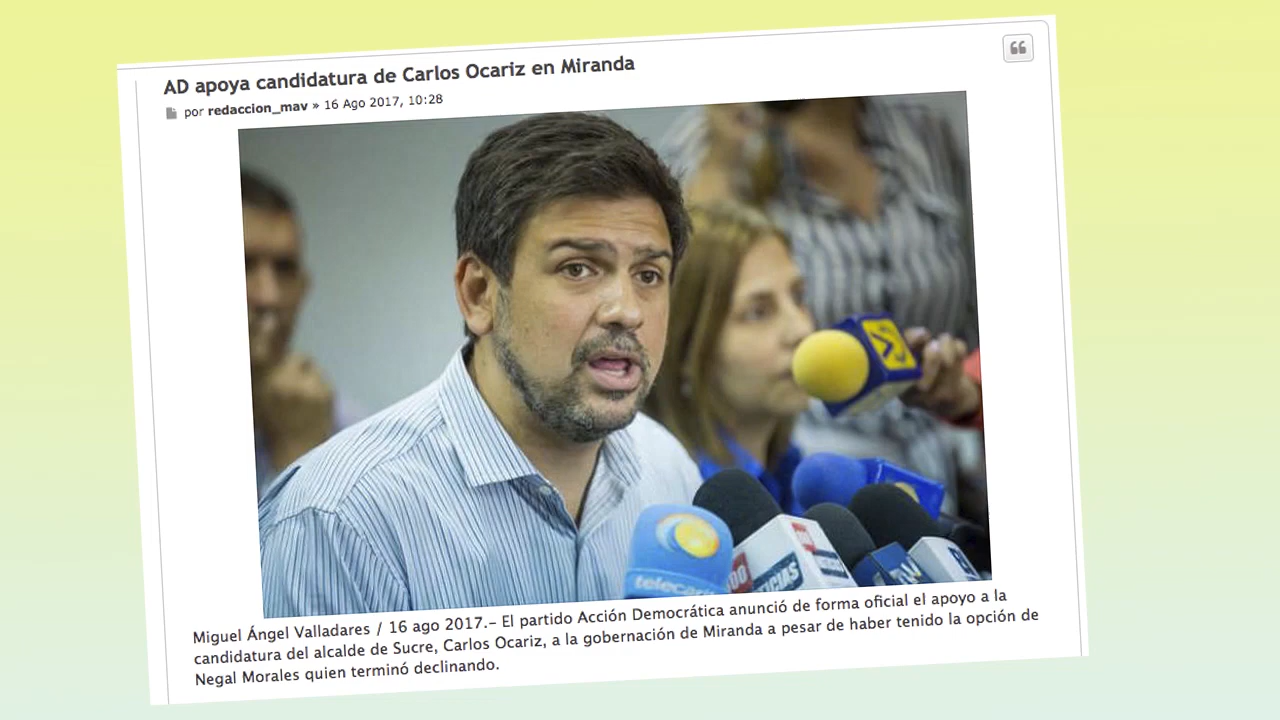 AD apoya candidatura de Carlos Ocariz en Miranda
por redaccion_mav » 16 Ago 2017, 10:28
telecari
NOTICIAS
Miguel Ángel Valladares / 16 ago 2017.- El partido Acción Democrática anunció de forma oficial el apoyo a la
candidatura del alcalde de Sucre, Carlos Ocariz, a la gobernación de Miranda a pesar de haber tenido la opción de
Negal Morales quien terminó declinando.